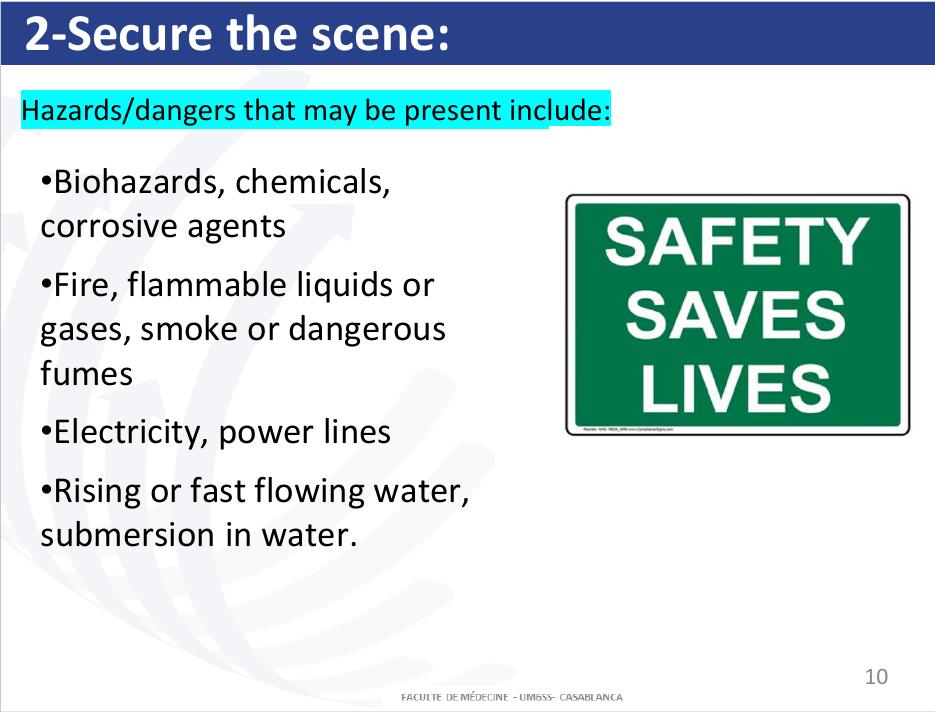 2-Secure the scene:
Hazards/dangers that may be present include:
•Biohazards, chemicals,
corrosive agents
•Fire, flammable liquids or
gases, smoke or dangerous
fumes
•Electricity, power lines
•Rising or fast flowing water,
submersion in water.
SAFETY
SAVES
LIVES
10
FACULTE DE MÉDECINE - UM6SS- CASABLANCA